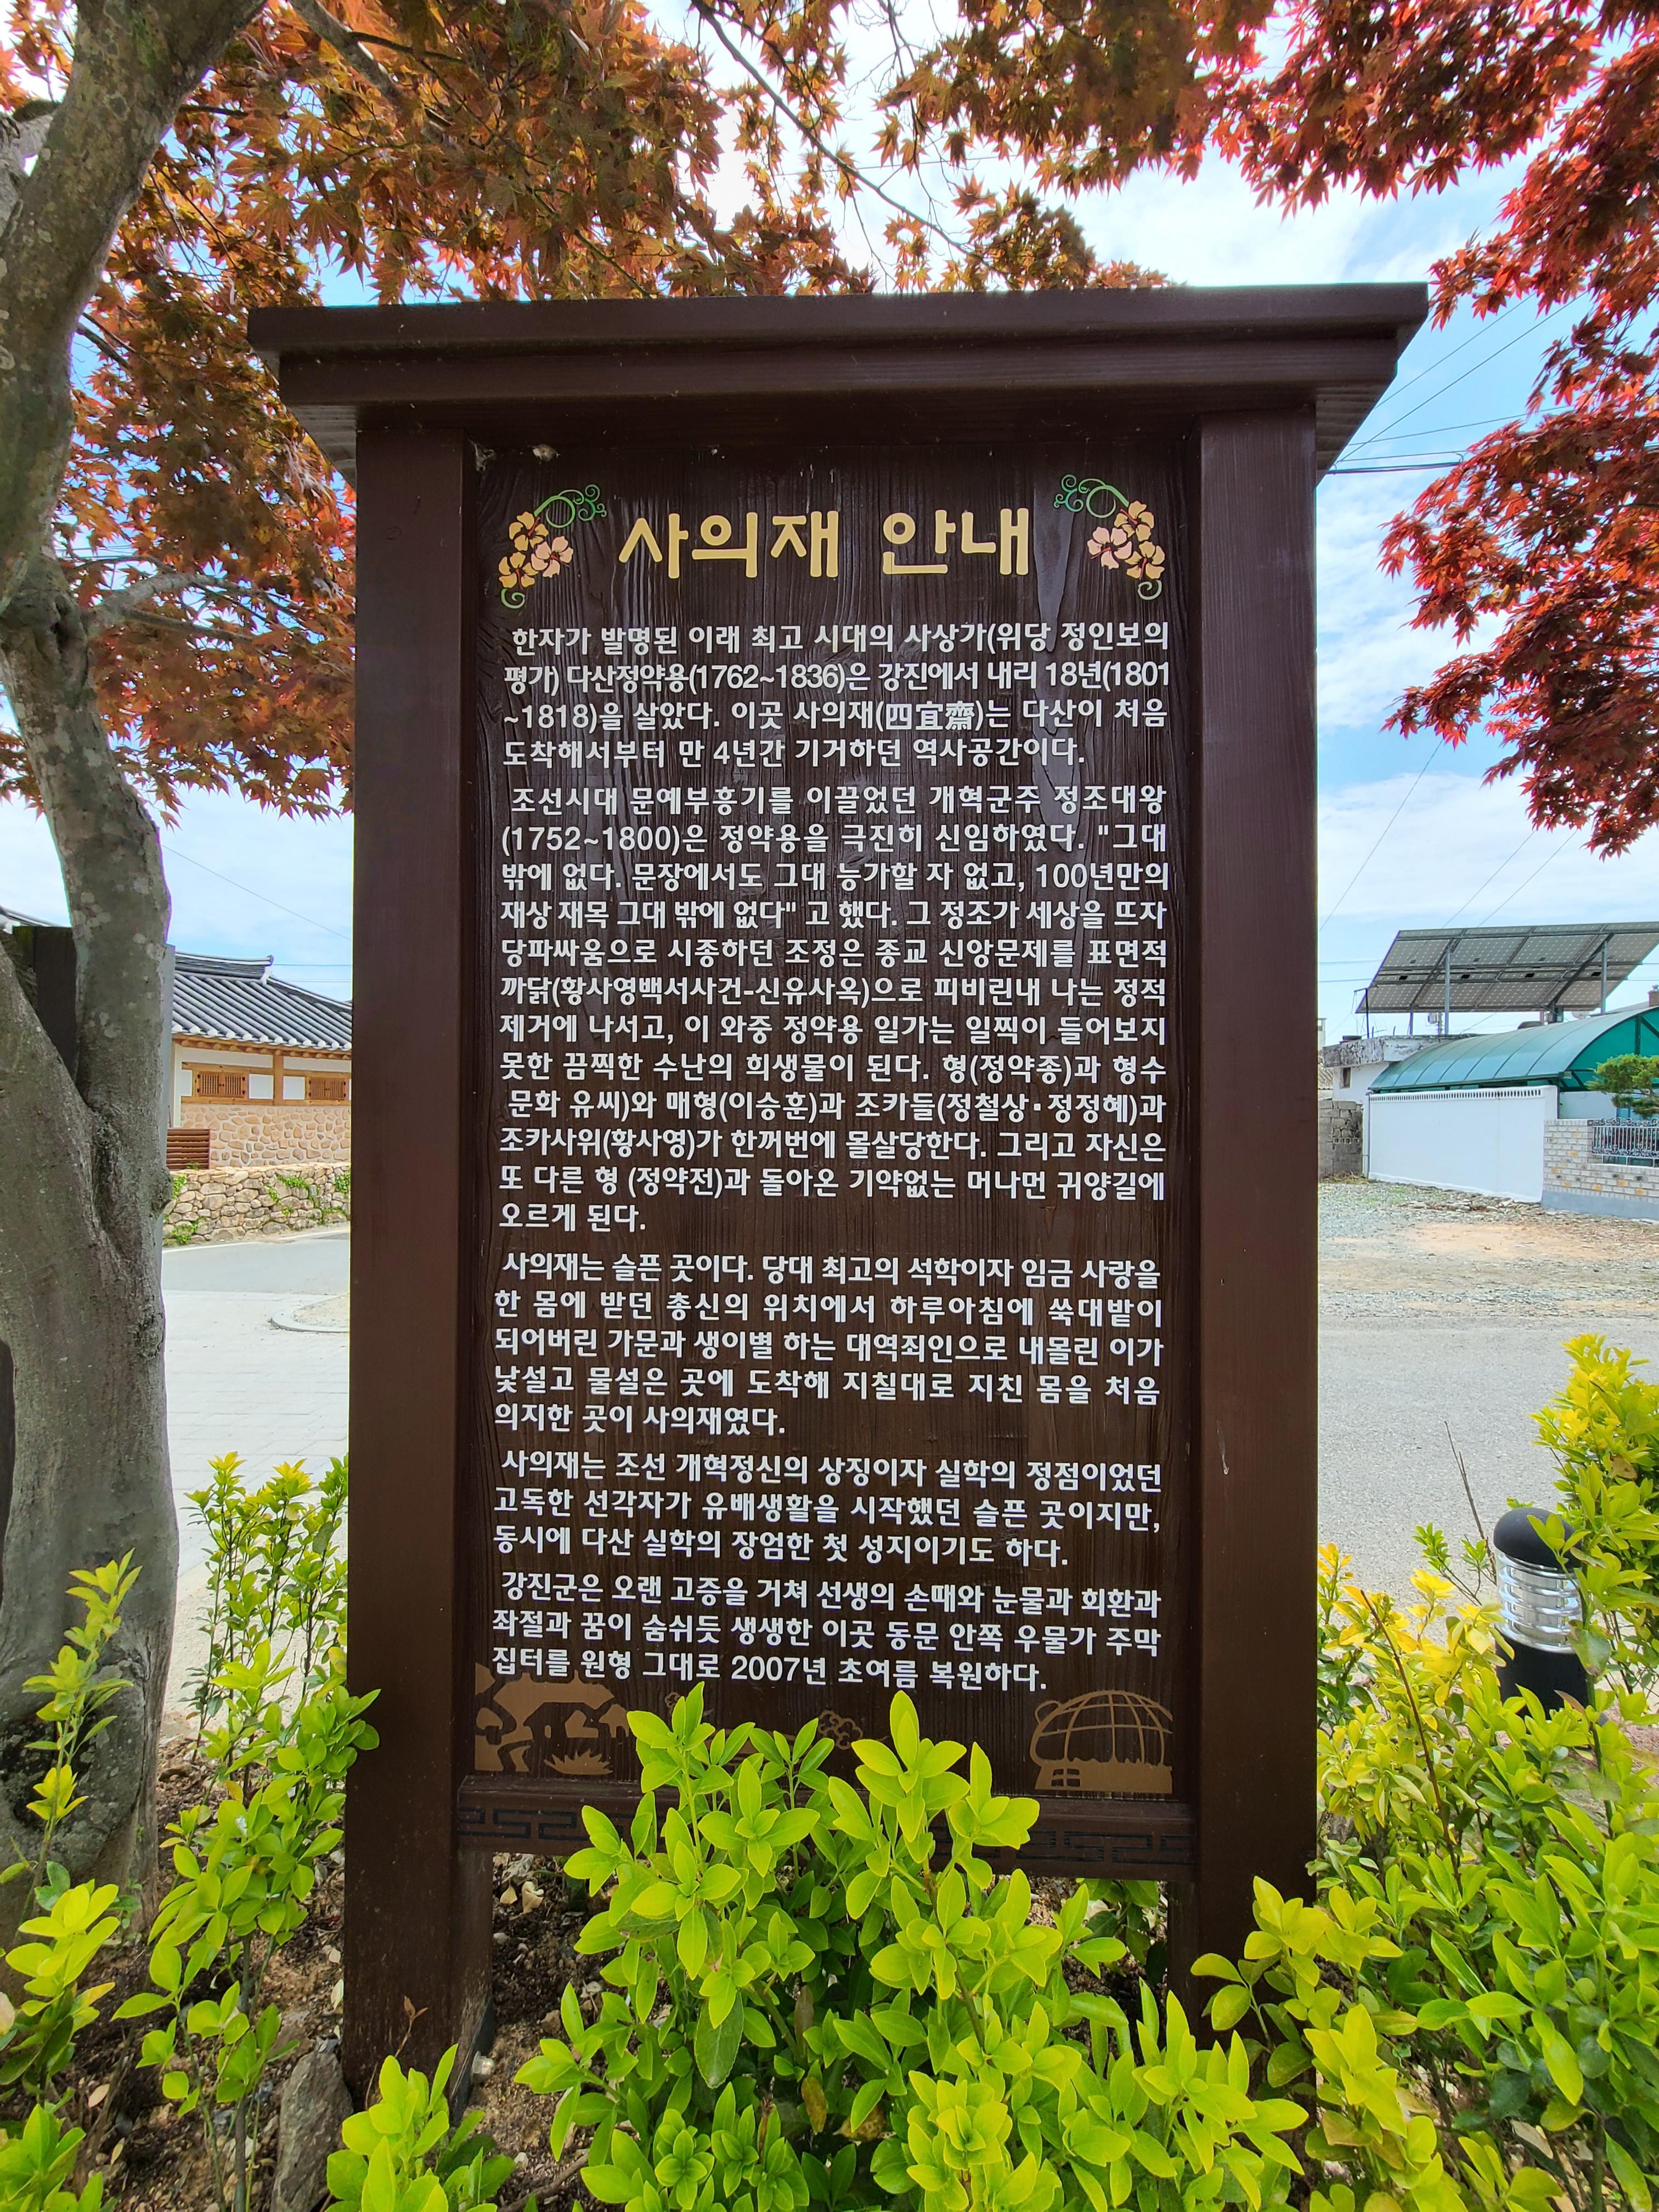 사의재 안내
한자가 발명된 이래 최고 시대의 사상가(위당 정인보의
평가) 다산정약용(1762~1836)은 강진에서 내리 18년(1801
~1818)을 살았다. 이곳 사의재(四宜齋)는 다산이 처음
도착해서부터 만 4년간 기거하던 역사공간이다.
조선시대 문예부흥기를 이끌었던 개혁군주 정조대왕
(1752~1800)은 정약용을 극진히 신임하였다. "그대
밖에 없다. 문장에서도 그대 능가할 자 없고, 100년만의
재상 재목 그대 밖에 없다" 고 했다. 그 정조가 세상을 뜨자
당파싸움으로 시종하던 조정은 종교 신앙문제를 표면적
까닭(황사영백서사건-신유사옥)으로 피비린내 나는 정적
제거에 나서고, 이 와중 정약용 일가는 일찍이 들어보지
못한 끔찍한 수난의 희생물이 된다. 형(정약종)과 형수
문화 유씨)와 매형(이승훈)과 조카들(정철상·정정혜)과
조카사위(황사영)가 한꺼번에 몰살당한다. 그리고 자신은
또 다른 형 (정약전)과 돌아온 기약없는 머나먼 귀양길에
오르게 된다.
사의재는 슬픈 곳이다. 당대 최고의 석학이자 임금 사랑을
한 몸에 받던 총신의 위치에서 하루아침에 쑥대밭이
되어버린 가문과 생이별 하는 대역죄인으로 내몰린 이가
낯설고 물설은 곳에 도착해 지칠대로 지친 몸을 처음
의지한 곳이 사의재였다.
사의재는 조선 개혁정신의 상징이자 실학의 정점이었던
고독한 선각자가 유배생활을 시작했던 슬픈 곳이지만,
동시에 다산 실학의 장엄한 첫 성지이기도 하다.
강진군은 오랜 고증을 거쳐 선생의 손때와 눈물과 회환과
좌절과 꿈이 숨쉬듯 생생한 이곳 동문 안쪽 우물가 주막
집터를 원형 그대로 2007년 초여름 복원하다.